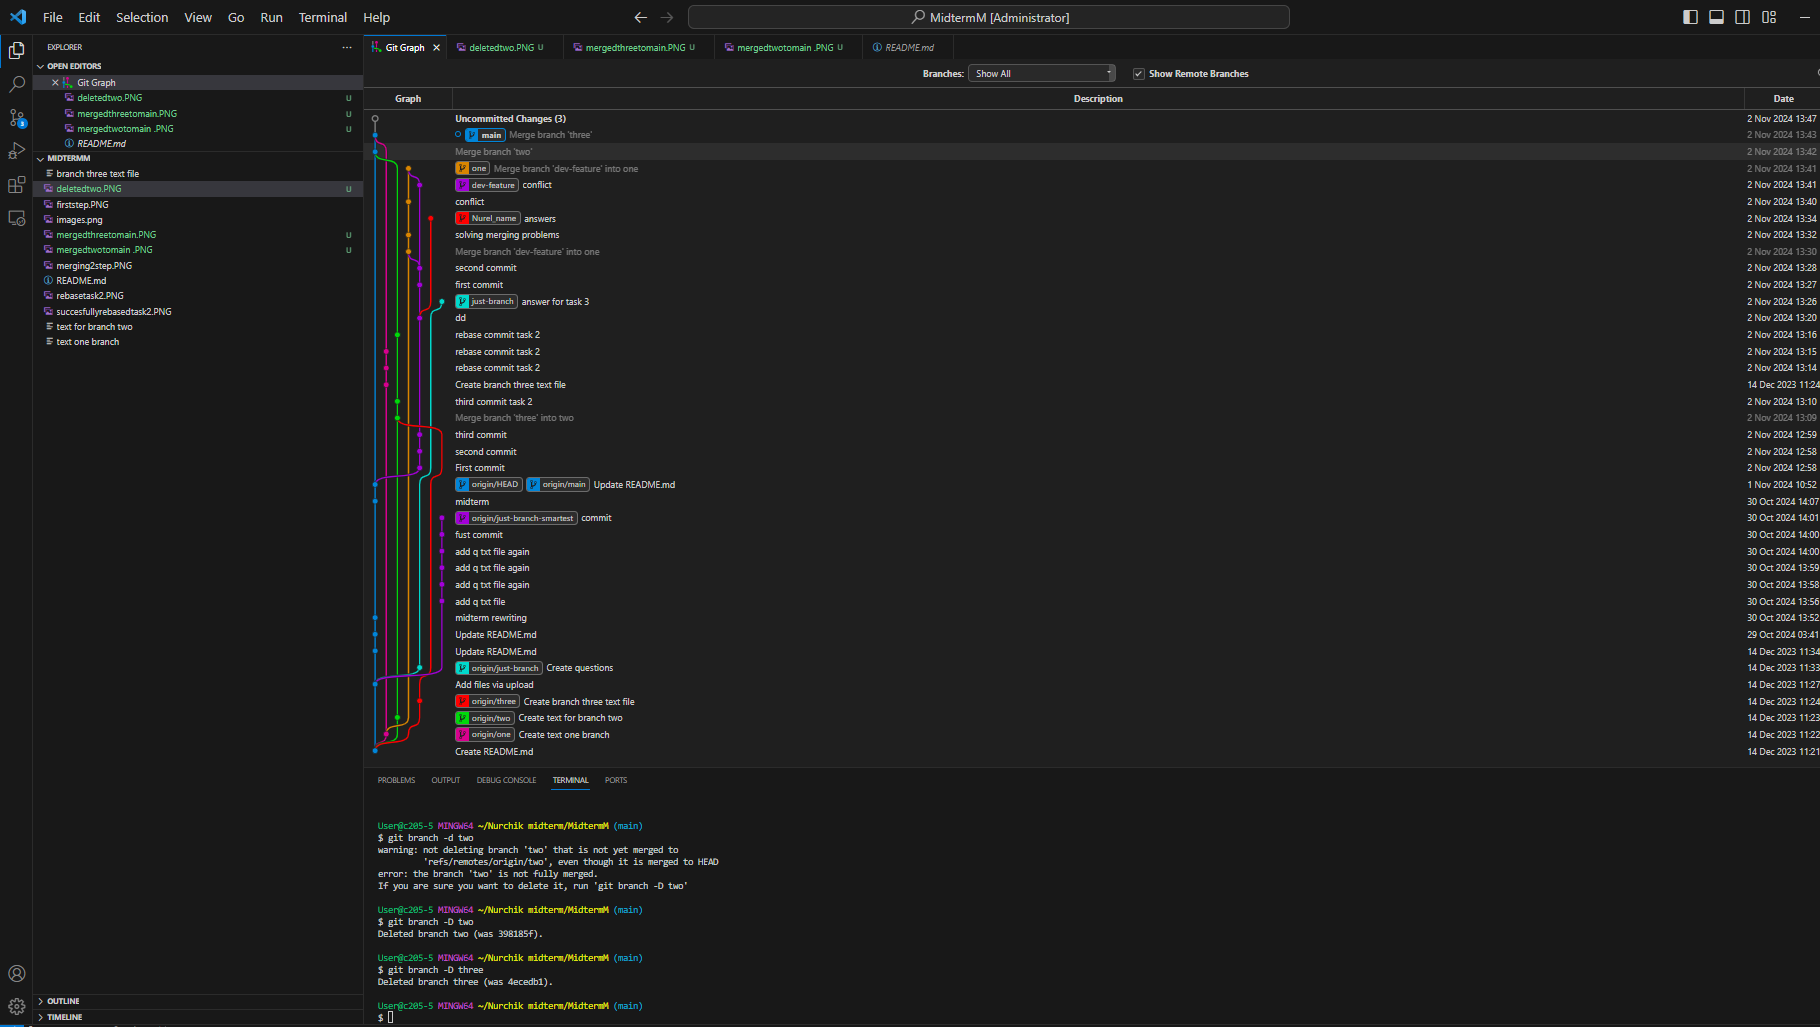 File Edit Selection View Go Run Terminal Help
MidtermM [Administrator]
EXPLORER
OPEN EDITORS
Git Graph
deletedtwo.PNG U
mergedthreetomain.PNG U
mergedtwotomain .PNG U
README.md
MIDTERMM
branch three text file
deletedtwo.PNG U
firststep.PNG
images.png
mergedthreetomain.PNG U
mergedtwotomain .PNG U
merging2step.PNG
README.md
rebasetask2.PNG
succesfullyrebasedtask2.PNG
text for branch two
text one branch
OUTLINE
TIMELINE
3
Git Graph deletedtwo.PNG U mergedthreetomain.PNG U mergedtwotomain .PNG U README.md
Branches: Show All Show Remote Branches
Graph Description Date
Uncommitted Changes (3) 2 Nov 2024 13:47
main Merge branch 'three' 2 Nov 2024 13:43
Merge branch 'two' 2 Nov 2024 13:42
one Merge branch 'dev-feature' into one 2 Nov 2024 13:41
dev-feature conflict 2 Nov 2024 13:41
conflict 2 Nov 2024 13:40
Nurel_name answers 2 Nov 2024 13:34
solving merging problems 2 Nov 2024 13:32
Merge branch 'dev-feature' into one 2 Nov 2024 13:30
second commit 2 Nov 2024 13:28
first commit 2 Nov 2024 13:27
just-branch answer for task 3 2 Nov 2024 13:26
dd 2 Nov 2024 13:20
rebase commit task 2 2 Nov 2024 13:16
rebase commit task 2 2 Nov 2024 13:15
rebase commit task 2 2 Nov 2024 13:14
Create branch three text file 14 Dec 2023 11:24
third commit task 2 2 Nov 2024 13:10
Merge branch 'three' into two 2 Nov 2024 13:09
third commit 2 Nov 2024 12:59
second commit 2 Nov 2024 12:58
First commit 2 Nov 2024 12:58
origin/HEAD origin/main Update README.md 1 Nov 2024 10:52
midterm 30 Oct 2024 14:07
origin/just-branch-smartest commit 30 Oct 2024 14:01
fust commit 30 Oct 2024 14:00
add q txt file again 30 Oct 2024 14:00
add q txt file again 30 Oct 2024 13:59
add q txt file again 30 Oct 2024 13:58
add q txt file 30 Oct 2024 13:56
midterm rewriting 30 Oct 2024 13:52
Update README.md 29 Oct 2024 03:41
Update README.md 14 Dec 2023 11:34
origin/just-branch Create questions 14 Dec 2023 11:33
Add files via upload 14 Dec 2023 11:27
origin/three Create branch three text file 14 Dec 2023 11:24
origin/two Create text for branch two 14 Dec 2023 11:23
origin/one Create text one branch 14 Dec 2023 11:22
Create README.md 14 Dec 2023 11:21
PROBLEMS OUTPUT DEBUG CONSOLE TERMINAL PORTS
User@c205-5 MINGW64 ~/Nurchik midterm/MidtermM (main)
$ git branch -d two
warning: not deleting branch 'two' that is not yet merged to
'refs/remotes/origin/two', even though it is merged to HEAD
error: the branch 'two' is not fully merged.
If you are sure you want to delete it, run 'git branch -D two'
User@c205-5 MINGW64 ~/Nurchik midterm/MidtermM (main)
$ git branch -D two
Deleted branch two (was 398185f).
User@c205-5 MINGW64 ~/Nurchik midterm/MidtermM (main)
$ git branch -D three
Deleted branch three (was 4ecedb1).
User@c205-5 MINGW64 ~/Nurchik midterm/MidtermM (main)
$